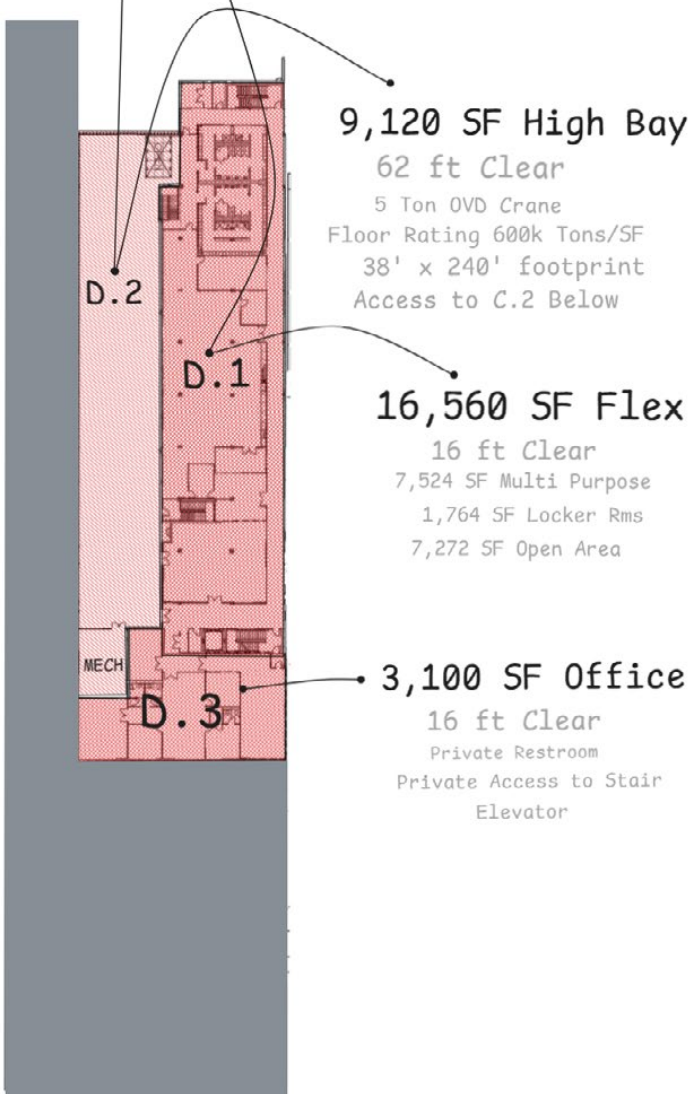 9,120 SF High Bay
62 ft Clear
5 Ton OVD Crane
Floor Rating 600k Tons/SF
38' x 240' footprint
Access to C.2 Below
D.2
D.1
16,560 SF Flex
16 ft Clear
7,524 SF Multi Purpose
1,764 SF Locker Rms
7,272 SF Open Area
MECH
D.3
3,100 SF Office
16 ft Clear
Private Restroom
Private Access to Stair
Elevator